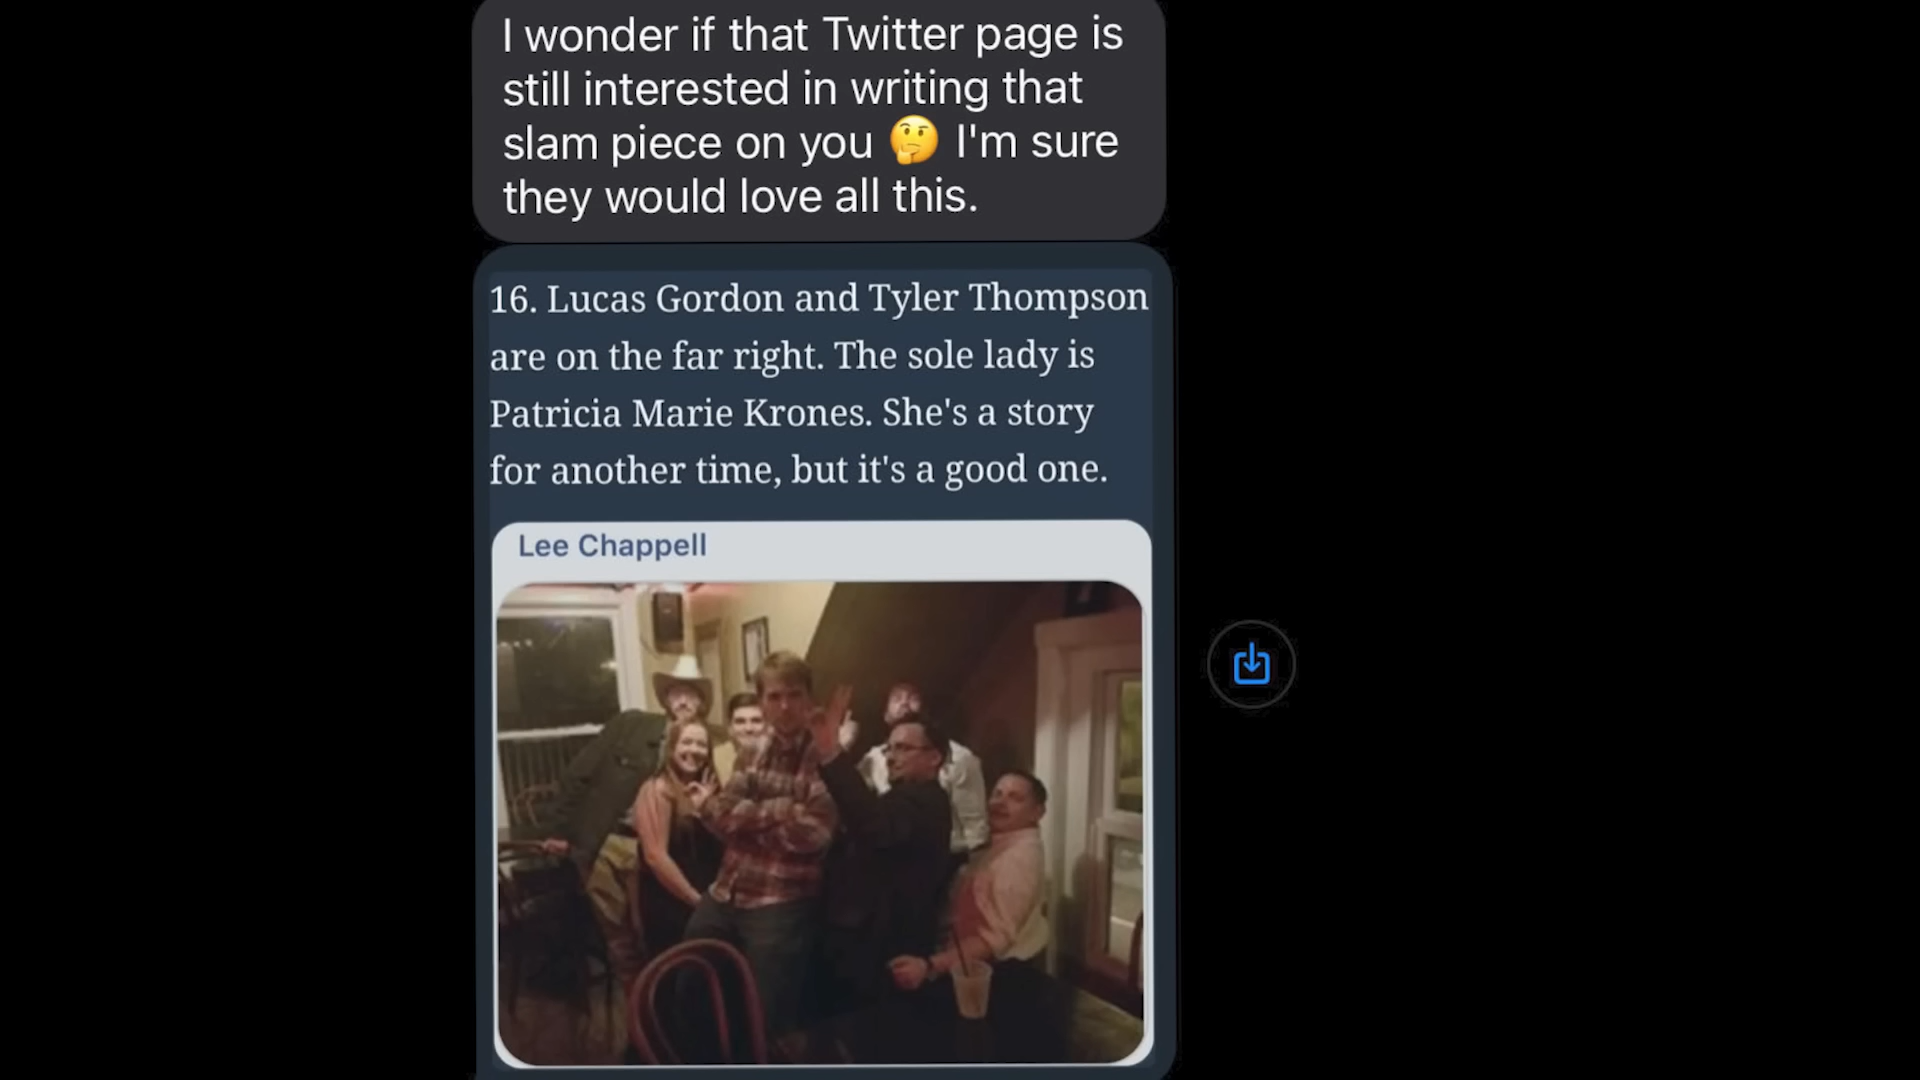 I wonder if that Twitter page is
still interested in writing that
slam piece on you 🤔 I'm sure
they would love all this.
16. Lucas Gordon and Tyler Thompson
are on the far right. The sole lady is
Patricia Marie Krones. She's a story
for another time, but it's a good one.
Lee Chappell